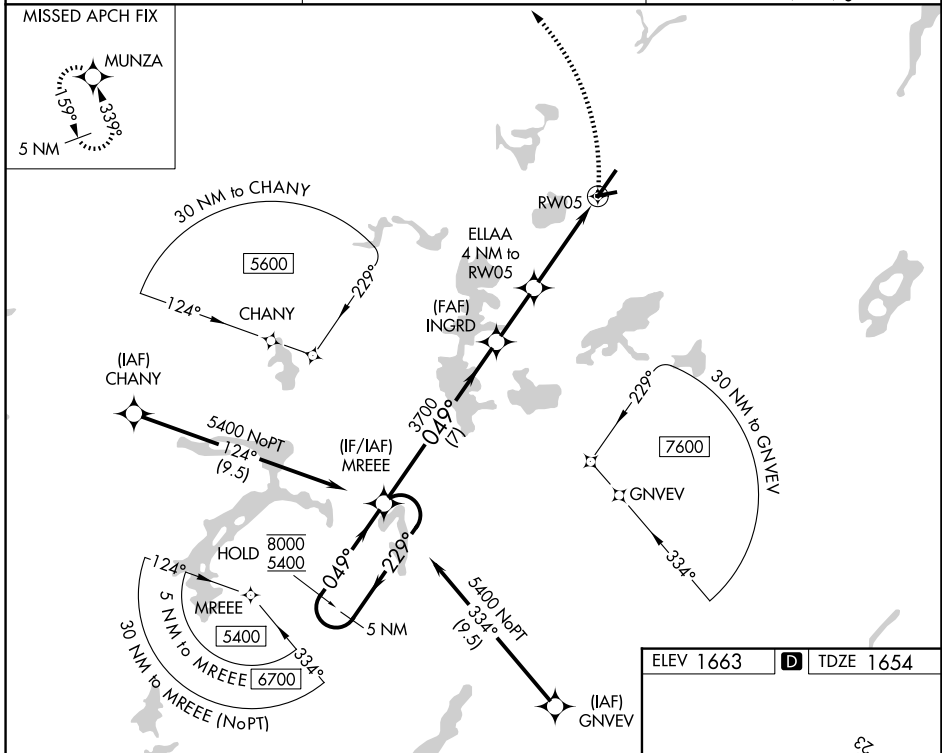 MISSED APCH FIX
MUNZA
159°
339°
5 NM
30 NM to CHANY
5600
124°
229°
CHANY
RW05
ELLAA
4 NM to
RW05
(FAF)
INGRD
(IAF)
CHANY
5400 NoPT
124°
(9.5)
(IF/IAF)
MREEE
3700
049°
(7)
229°
30 NM to GNVEV
7600
GNVEV
334°
HOLD
8000
5400
049°
229°
5 NM
124°
MREEE
5400
334°
5 NM to MREEE
6700
30 NM to MREEE (NoPT)
5400 NoPT
334°
(9.5)
(IAF)
GNVEV
ELEV 1663
D
TDZE 1654
23